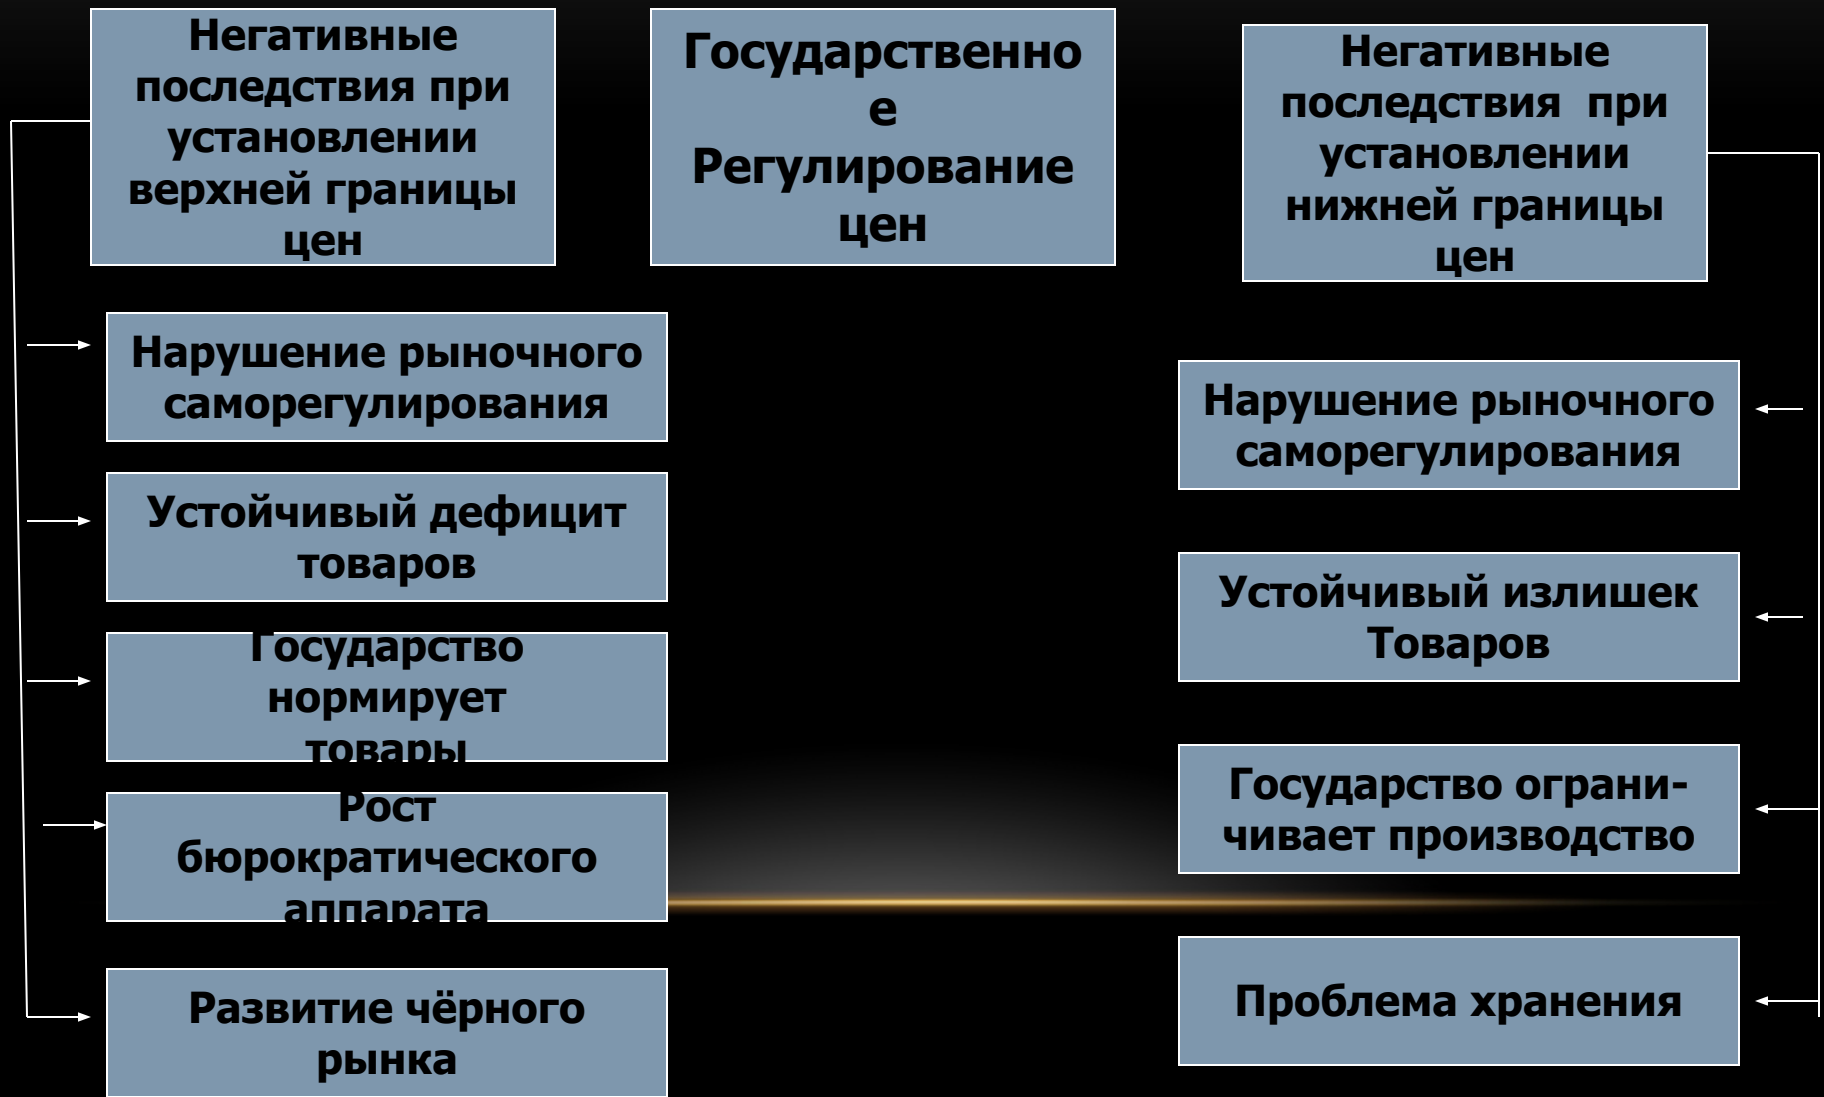 Негативные
последствия при
установлении
верхней границы
цен
Государственно
е
Регулирование
цен
Негативные
последствия  при
установлении
нижней границы
цен
Нарушение рыночного
саморегулирования
Устойчивый дефицит
товаров
Государство
нормирует
товары
Рост
бюрократического
аппарата
Развитие чёрного
рынка
Нарушение рыночного
саморегулирования
Устойчивый излишек
Товаров
Государство ограни-
чивает производство
Проблема хранения